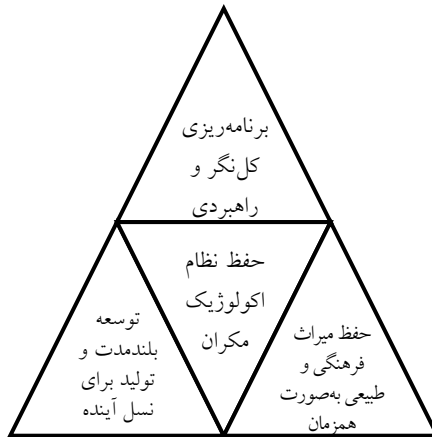 برنامه‌ریزی
کل‌نگر و
راهبردی
حفظ نظام
اکولوژیک
مکران
حفظ میراث
فرهنگی و
طبیعی به‌صورت
همزمان
توسعه
بلندمدت و
تولید برای
نسل آینده